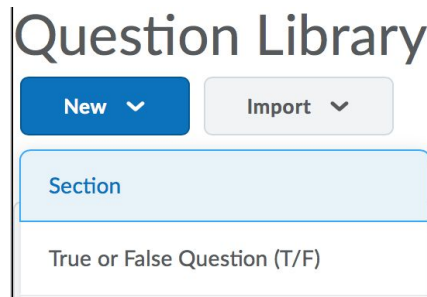 Question Library
New Import
Section
True or False Question (T/F)